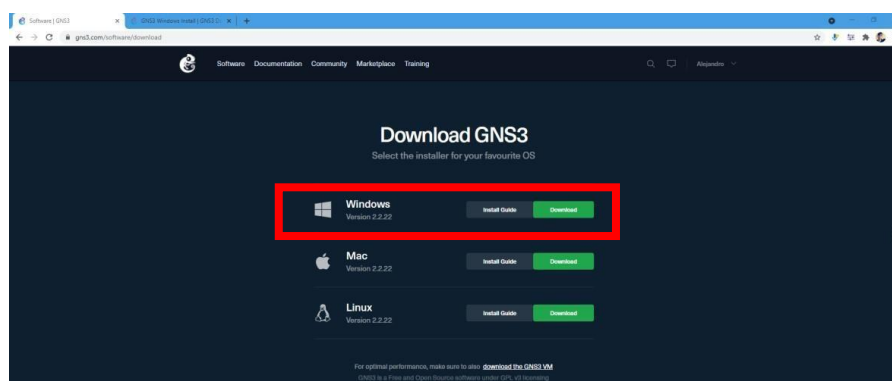 Software | GNS3
GNS3 Windows Install | GNS3 D
gns3.com/software/download
Software Documentation Community Marketplace Training Alejandro
Download GNS3
Select the installer for your favourite OS
Windows
Version 2.2.22
Install Guide Download
Mac
Version 2.2.22
Install Guide Download
Linux
Version 2.2.22
Install Guide Download
For optimal performance, make sure to also download the GNS3 VM
GNS3 is a Free and Open Source software under GPL v3 licensing